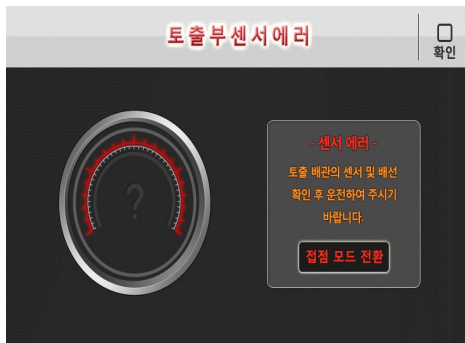 토출부센서에러
확인
- 센서 에러 -
토출 배관의 센서 및 배선
확인 후 운전하여 주시기
바랍니다.
?
접점 모드 전환